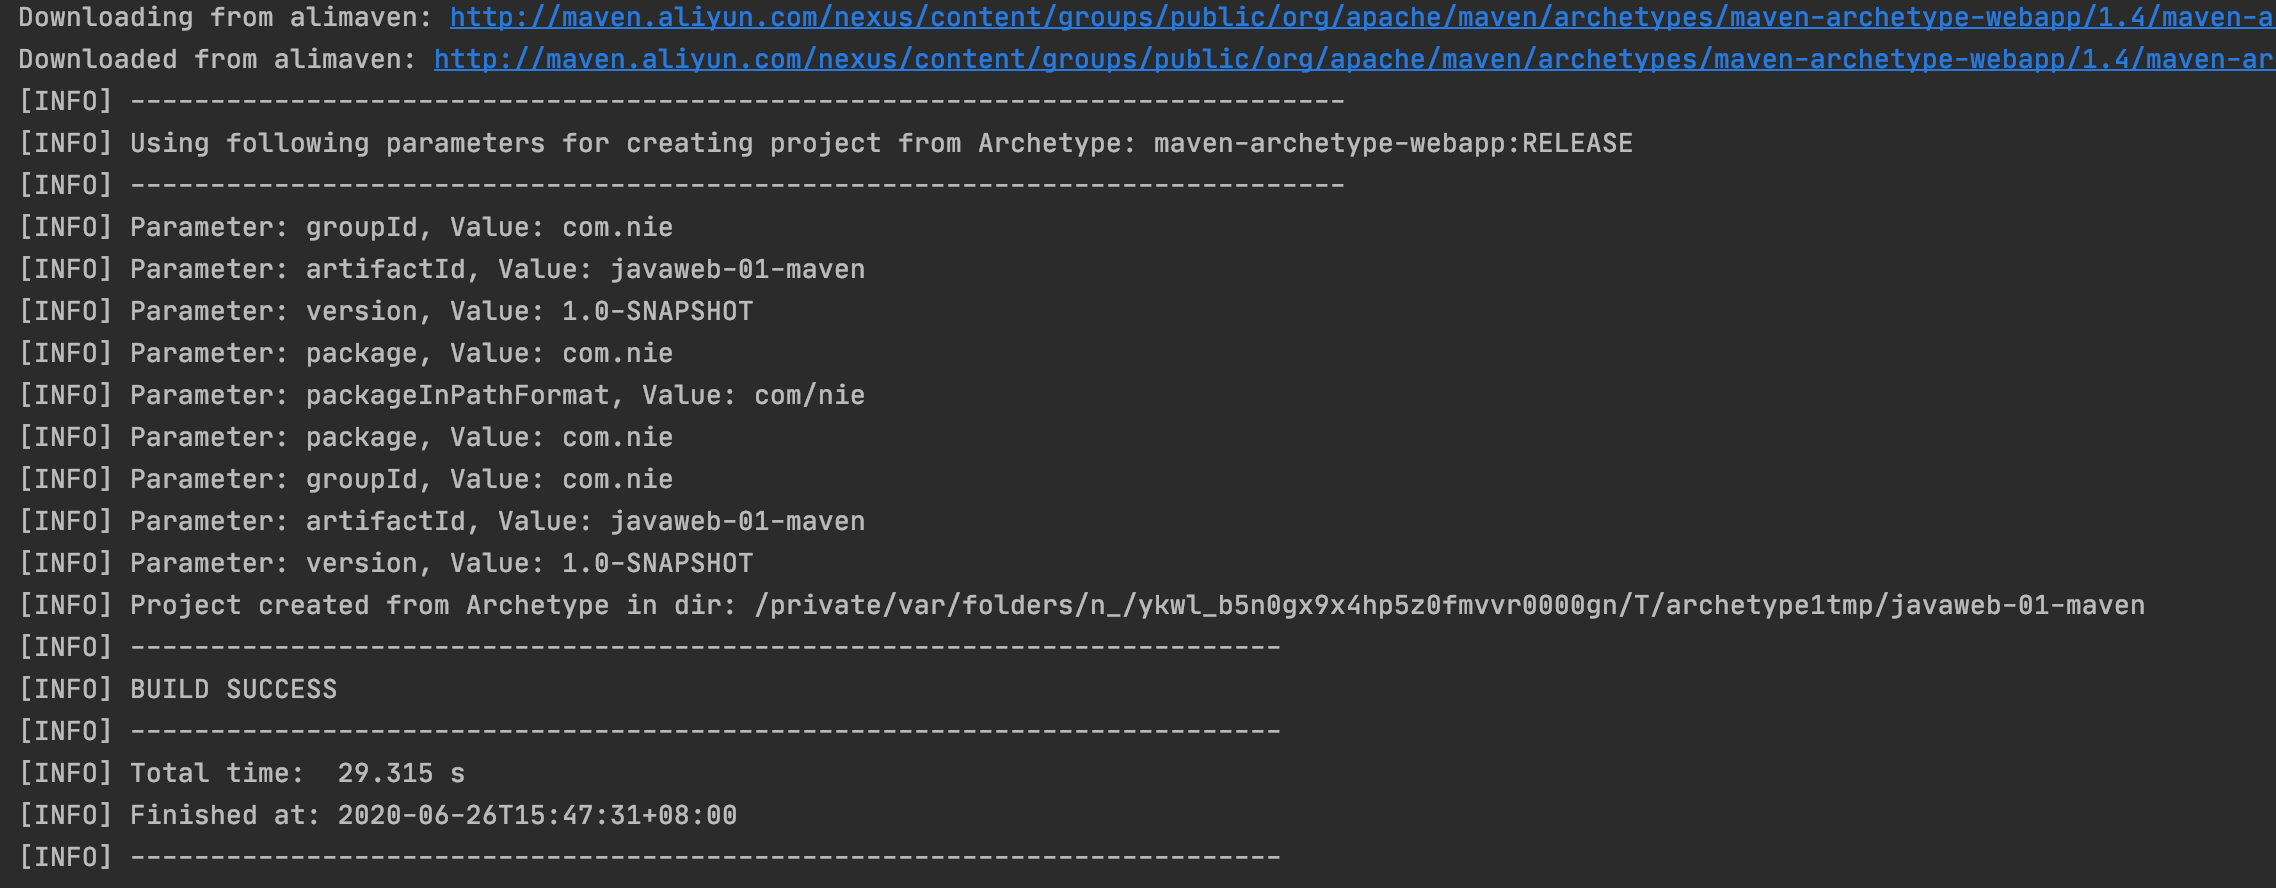 Downloading from alimaven: http://maven.aliyun.com/nexus/content/groups/public/org/apache/maven/archetypes/maven-archetype-webapp/1.4/maven-a
Downloaded from alimaven: http://maven.aliyun.com/nexus/content/groups/public/org/apache/maven/archetypes/maven-archetype-webapp/1.4/maven-ar
[INFO] ----------------------------------------------------------------------------
[INFO] Using following parameters for creating project from Archetype: maven-archetype-webapp:RELEASE
[INFO] ----------------------------------------------------------------------------
[INFO] Parameter: groupId, Value: com.nie
[INFO] Parameter: artifactId, Value: javaweb-01-maven
[INFO] Parameter: version, Value: 1.0-SNAPSHOT
[INFO] Parameter: package, Value: com.nie
[INFO] Parameter: packageInPathFormat, Value: com/nie
[INFO] Parameter: package, Value: com.nie
[INFO] Parameter: groupId, Value: com.nie
[INFO] Parameter: artifactId, Value: javaweb-01-maven
[INFO] Parameter: version, Value: 1.0-SNAPSHOT
[INFO] Project created from Archetype in dir: /private/var/folders/n_/ykwl_b5n0gx9x4hp5z0fmvvr0000gn/T/archetype1tmp/javaweb-01-maven
[INFO] ------------------------------------------------------------------------
[INFO] BUILD SUCCESS
[INFO] ------------------------------------------------------------------------
[INFO] Total time:  29.315 s
[INFO] Finished at: 2020-06-26T15:47:31+08:00
[INFO] ------------------------------------------------------------------------